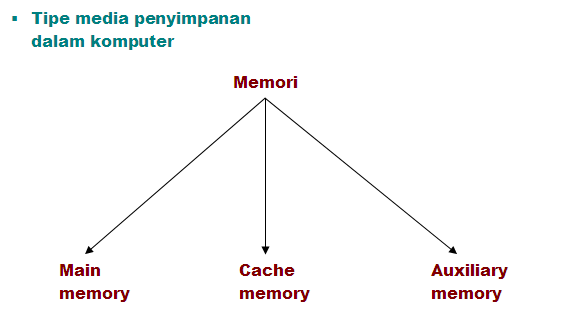 ▪ Tipe media penyimpanan
dalam komputer
Memori
Main
memory
Cache
memory
Auxiliary
memory